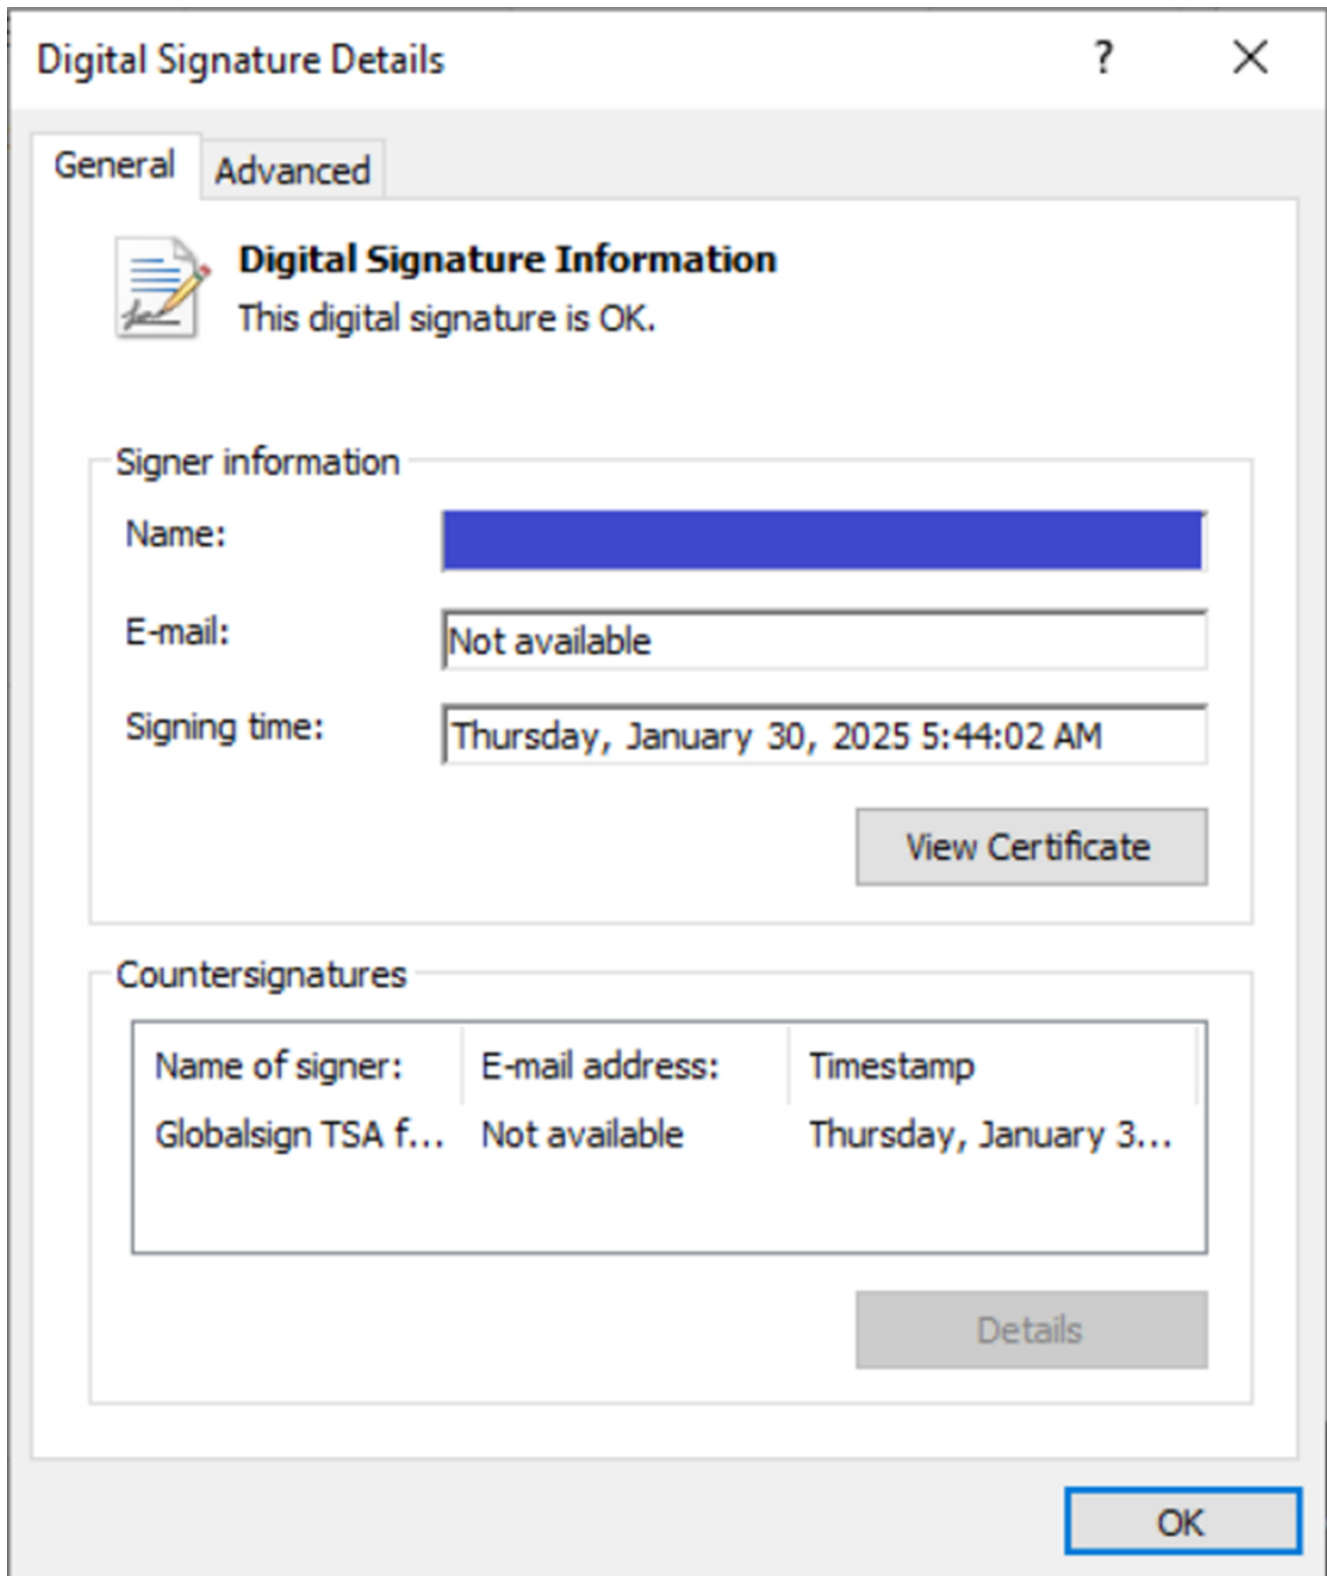 Digital Signature Details
?
General
Advanced
Digital Signature Information
This digital signature is OK.
Signer information
Name:
E-mail:
Not available
Signing time:
Thursday, January 30, 2025 5:44:02 AM
View Certificate
Countersignatures
Name of signer: E-mail address: Timestamp
Globalsign TSA f... Not available Thursday, January 3...
Details
OK